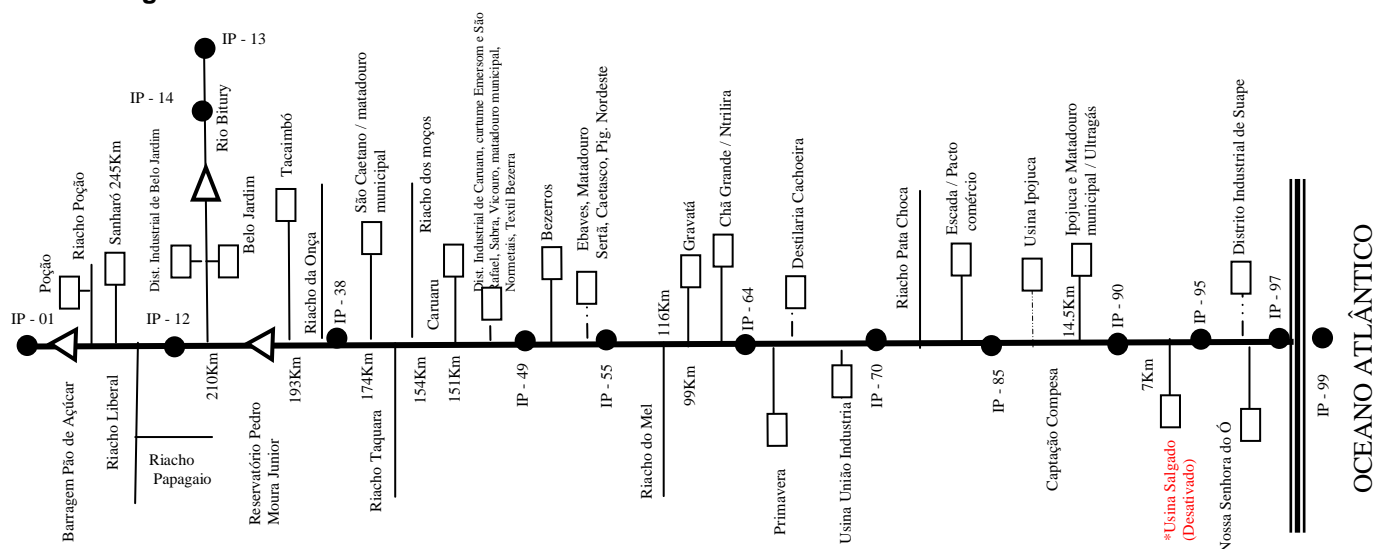 IP - 13
IP - 14
Rio Bitury
IP - 01
Poção
Riacho Poção
Sanharó 245Km
IP - 12
Dist. Industrial de Belo Jardim
Belo Jardim
Tacaimbó
Riacho da Onça
IP - 38
São Caetano / matadouro
municipal
Riacho dos moços
Caruaru
Dist. Industrial de Caruaru, curtume Emersom e São
Rafael, Sabra, Vicouro, matadouro municipal,
Normetais, Textil Bezerra
Bezerros
Ebaves, Matadouro
Sertã, Caetasco, Pig. Nordeste
116Km
Gravatá
Chã Grande / Ntrilira
IP - 64
Destilaria Cachoeira
Riacho Pata Choca
Escada / Pacto
comércio
Usina Ipojuca
14.5Km
Ipojuca e Matadouro
municipal / Ultragás
IP - 90
IP - 95
Distrito Industrial de Suape
IP - 97
Barragem Pão de Açúcar
Riacho Liberal
Riacho
Papagaio
210Km
Reservatório Pedro
Moura Junior
193Km
174Km
Riacho Taquara
154Km
151Km
IP - 49
IP - 55
Riacho do Mel
99Km
Primavera
Usina União Industria
IP - 70
IP - 85
Captação Compesa
7Km
*Usina Salgado
(Desativado)
Nossa Senhora do Ó
IP - 99
OCEANO ATLÂNTICO